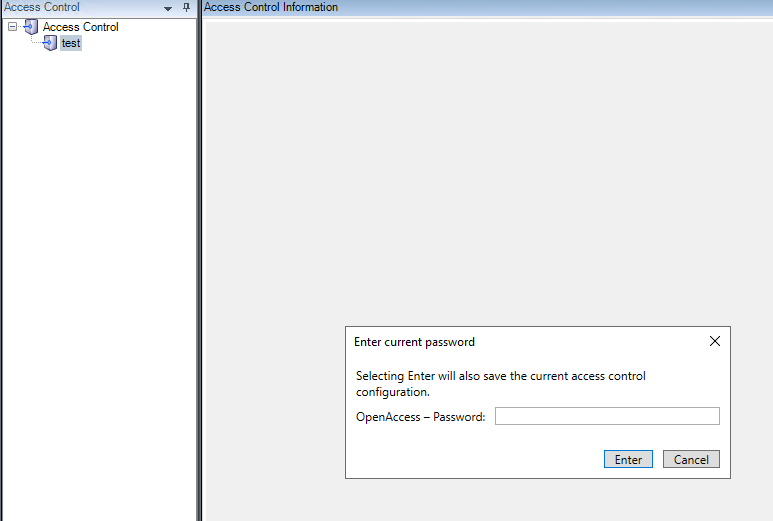 Access Control
Access Control Information
Access Control
test
Enter current password
Selecting Enter will also save the current access control
configuration.
OpenAccess – Password:
Enter
Cancel